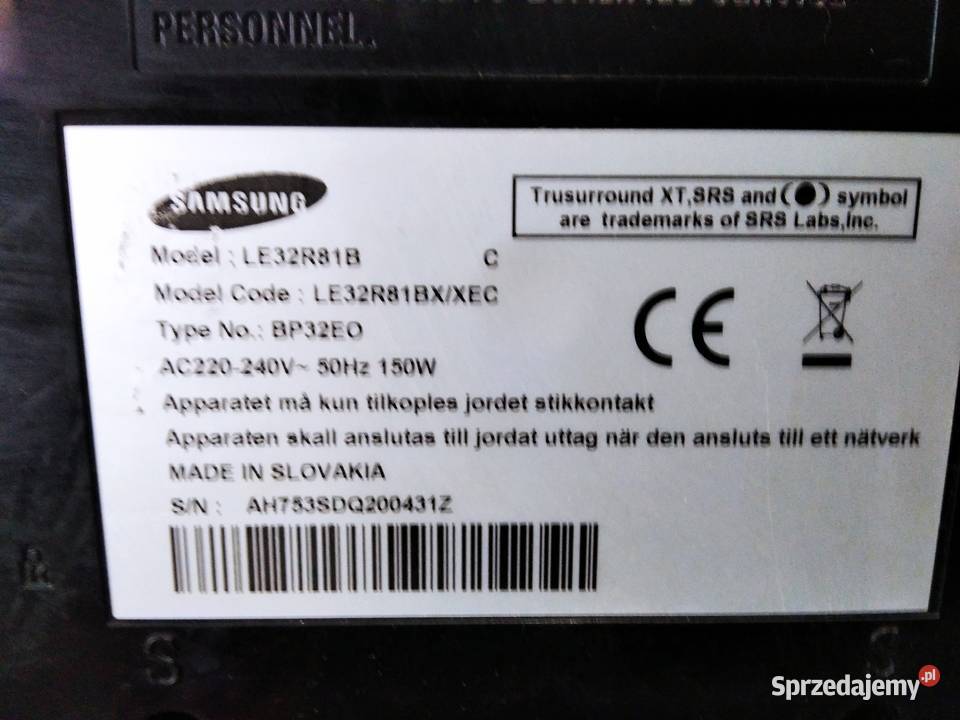 PERSONNEL.
SAMSUNG
Trusurround XT,SRS and (●) symbol
are trademarks of SRS Labs,Inc.
Model : LE32R81B C
Model Code : LE32R81BX/XEC
Type No.: BP32EO
AC220-240V~ 50Hz 150W
CE
Apparatet må kun tilkoples jordet stikkontakt
Apparaten skall anslutas till jordat uttag när den ansluts till ett nätverk
MADE IN SLOVAKIA
S/N : AH753SDQ200431Z
R
S
Sprzedajemy.pl